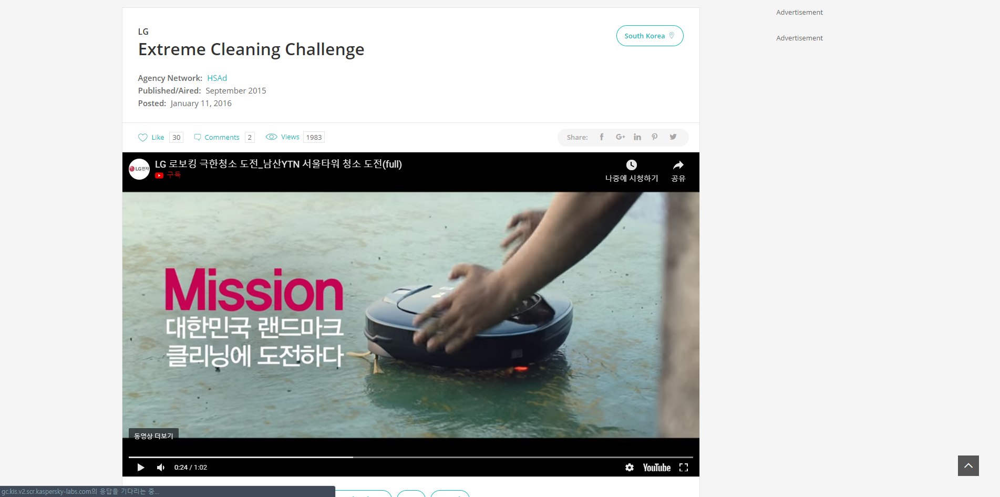 Advertisement
Advertisement
LG
Extreme Cleaning Challenge
South Korea
Agency Network: HSAd
Published/Aired: September 2015
Posted: January 11, 2016
Like 30 Comments 2 Views 1983
Share: f G+ in
LG전자
LG 로보킹 극한청소 도전_남산YTN 서울타워 청소 도전(full)
구독
나중에 시청하기
공유
Mission
대한민국 랜드마크
클리닝에 도전하다
동영상 더보기
0:24 / 1:02
YouTube
gc.kis.v2.scr.kaspersky-labs.com의 응답을 기다리는 중...